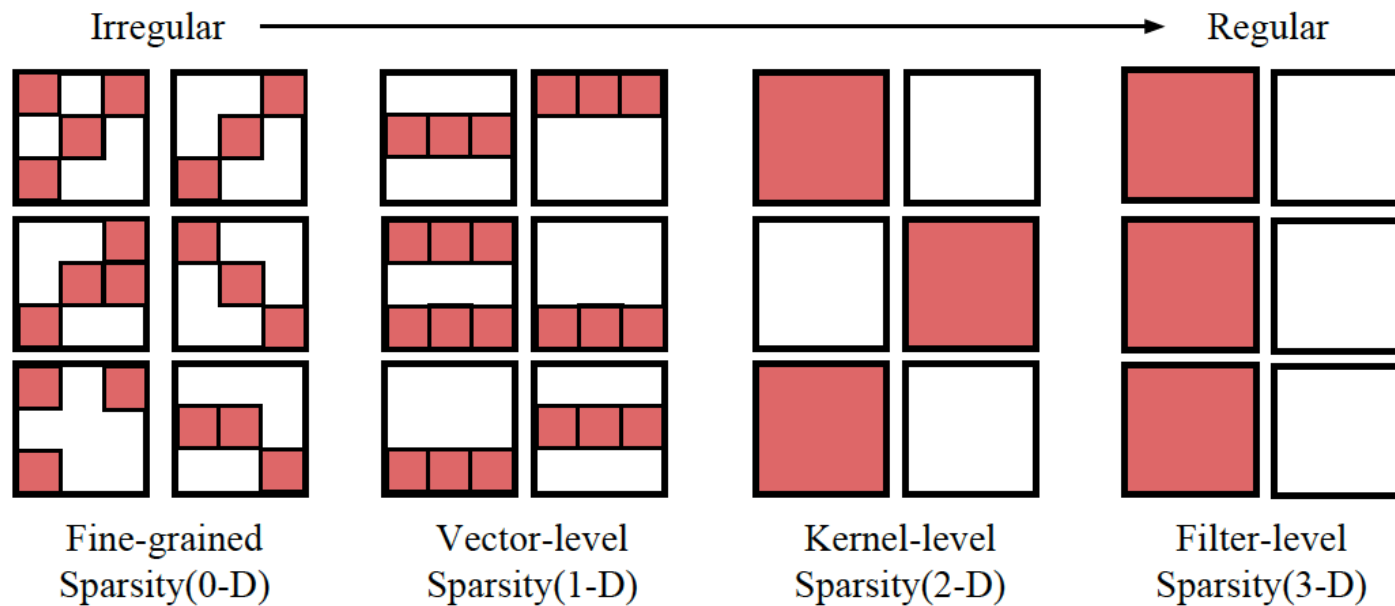 Irregular
Regular
Fine-grained
Sparsity(0-D)
Vector-level
Sparsity(1-D)
Kernel-level
Sparsity(2-D)
Filter-level
Sparsity(3-D)